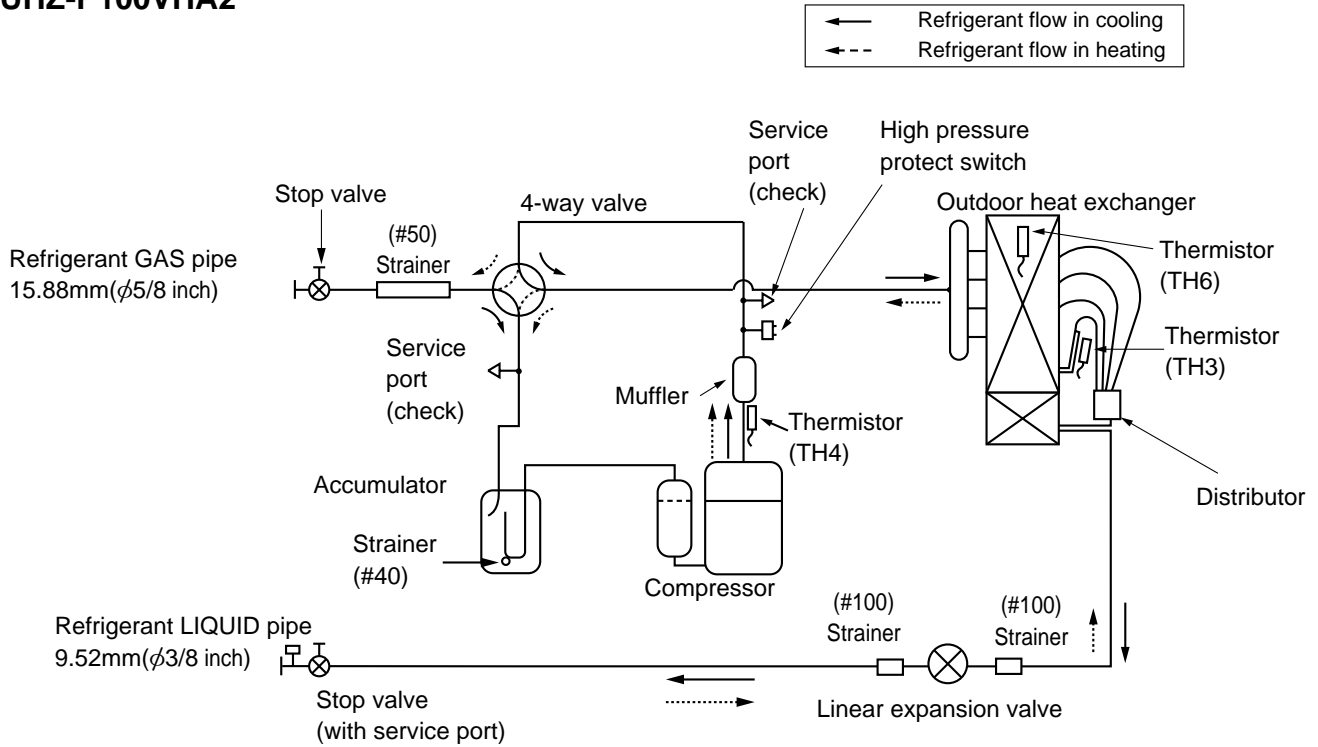 Refrigerant flow in cooling
Refrigerant flow in heating
Service
port
(check)
High pressure
protect switch
Stop valve
4-way valve
Outdoor heat exchanger
(#50)
Strainer
Refrigerant GAS pipe
15.88mm(ϕ5/8 inch)
Thermistor
(TH6)
Service
port
(check)
Thermistor
(TH3)
Muffler
Thermistor
(TH4)
Accumulator
Distributor
Strainer
(#40)
Compressor
Refrigerant LIQUID pipe
9.52mm(ϕ3/8 inch)
(#100)
Strainer
(#100)
Strainer
Stop valve
(with service port)
Linear expansion valve